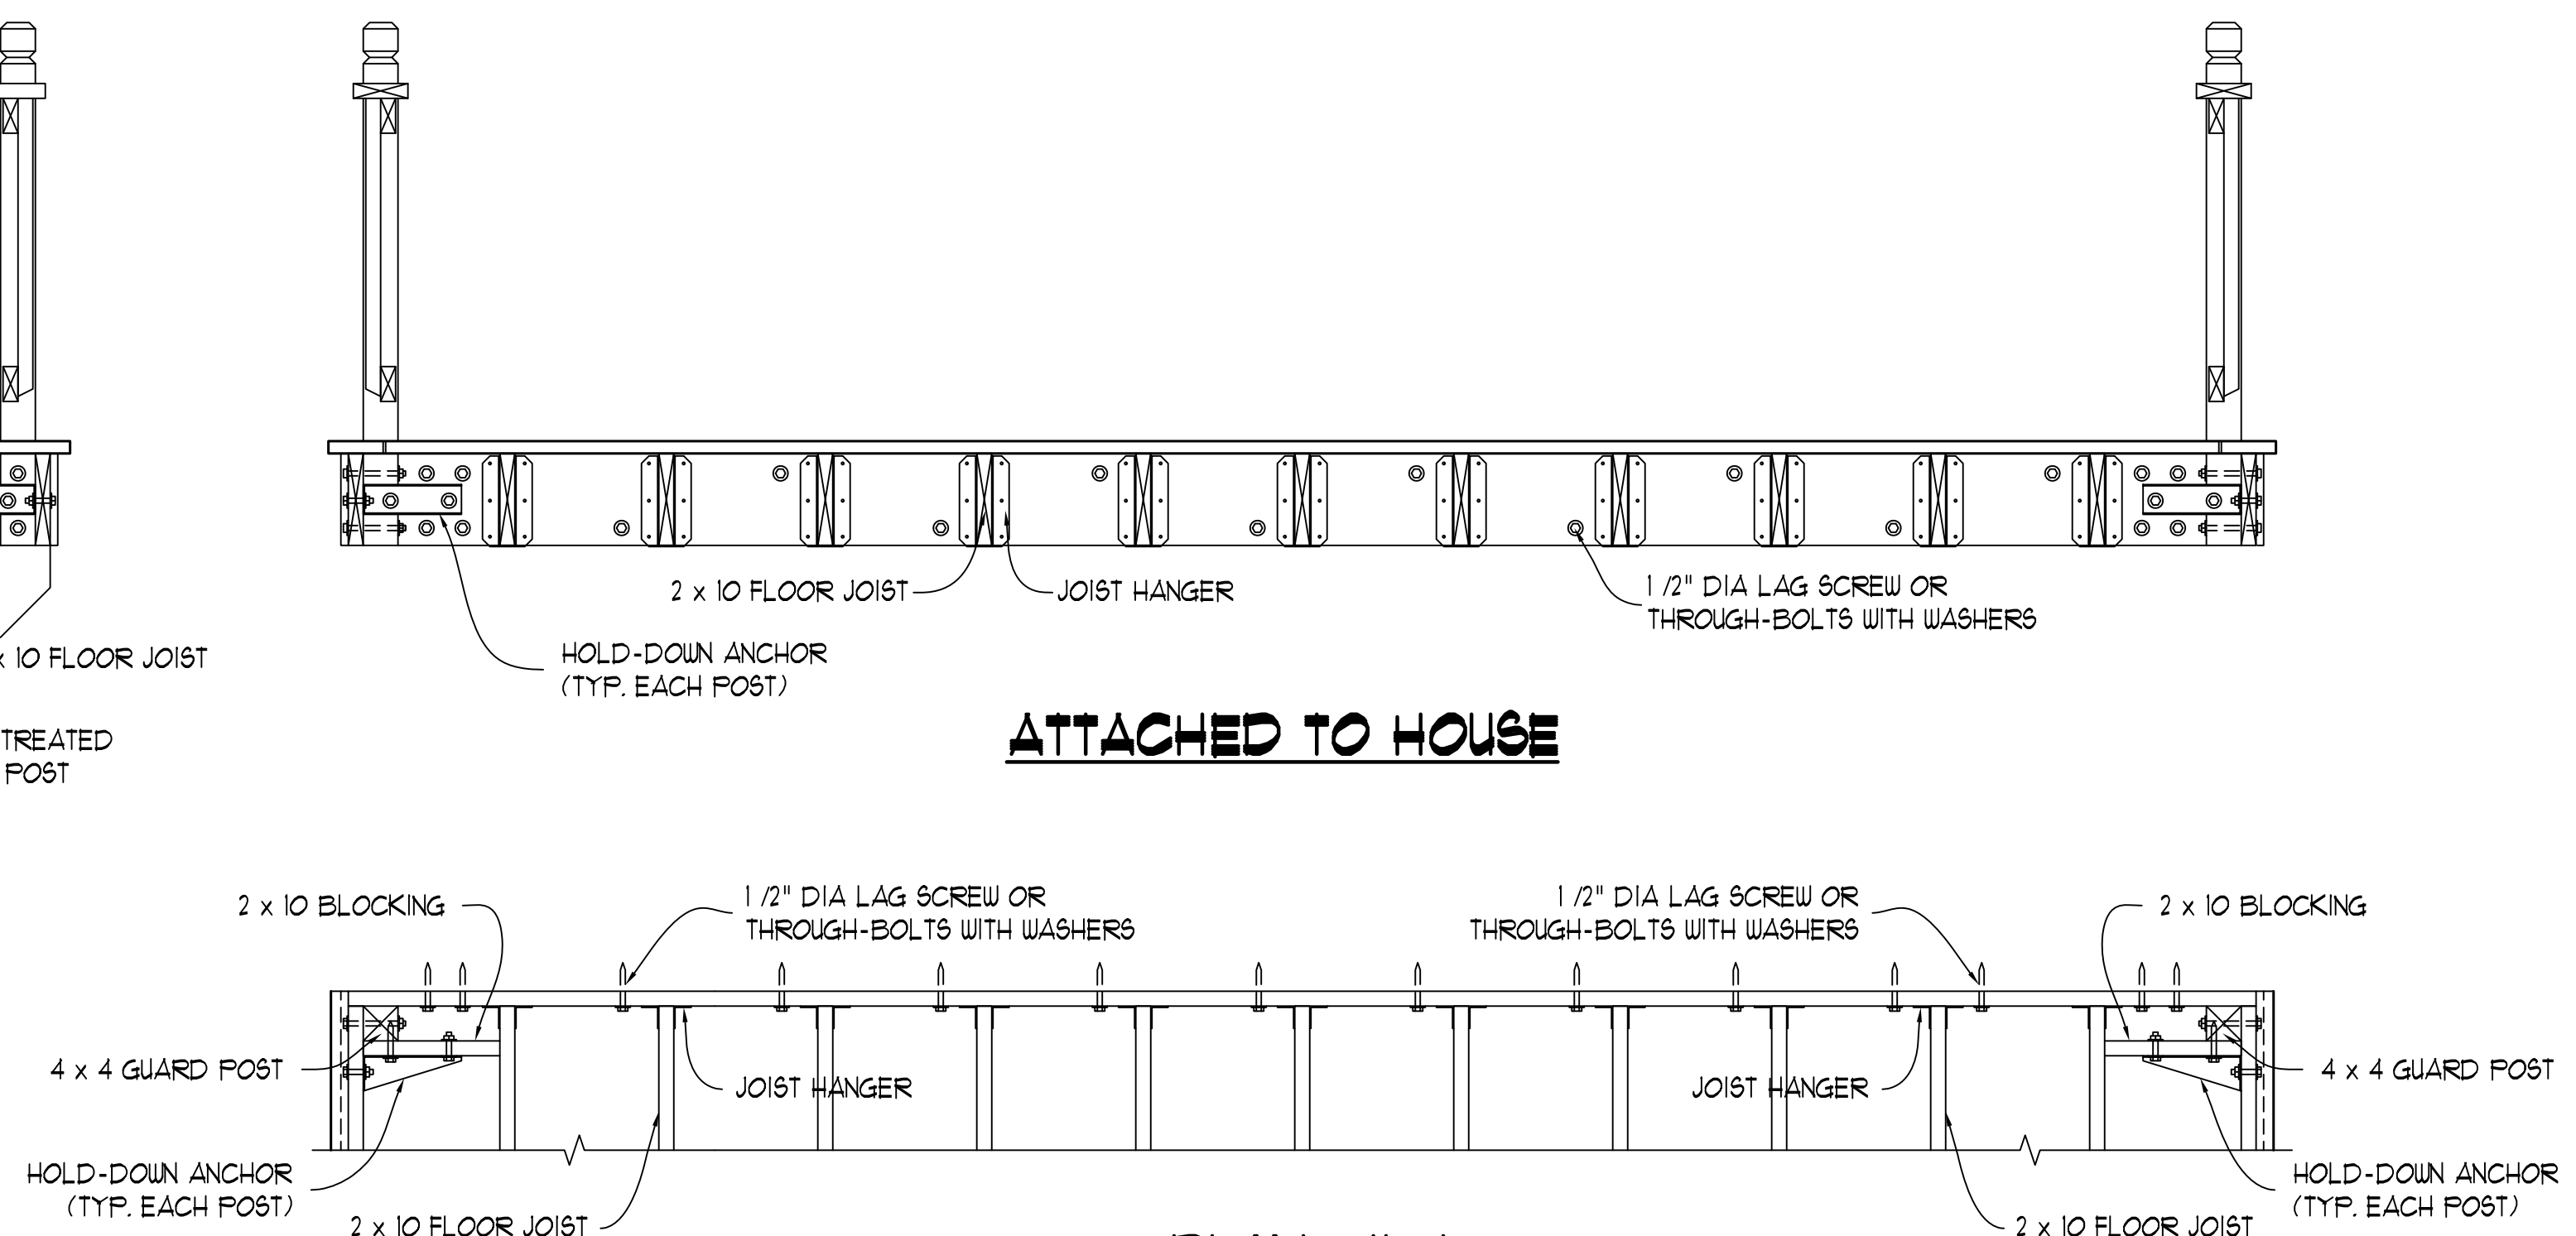 2 x 10 FLOOR JOIST
JOIST HANGER
1/2" DIA LAG SCREW OR
THROUGH-BOLTS WITH WASHERS
HOLD-DOWN ANCHOR
(TYP. EACH POST)
x 10 FLOOR JOIST
TREATED
POST
ATTACHED TO HOUSE
2 x 10 BLOCKING
1/2" DIA LAG SCREW OR
THROUGH-BOLTS WITH WASHERS
1/2" DIA LAG SCREW OR
THROUGH-BOLTS WITH WASHERS
2 x 10 BLOCKING
4 x 4 GUARD POST
JOIST HANGER
JOIST HANGER
4 x 4 GUARD POST
HOLD-DOWN ANCHOR
(TYP. EACH POST)
2 x 10 FLOOR JOIST
HOLD-DOWN ANCHOR
(TYP. EACH POST)
2 x 10 FLOOR JOIST